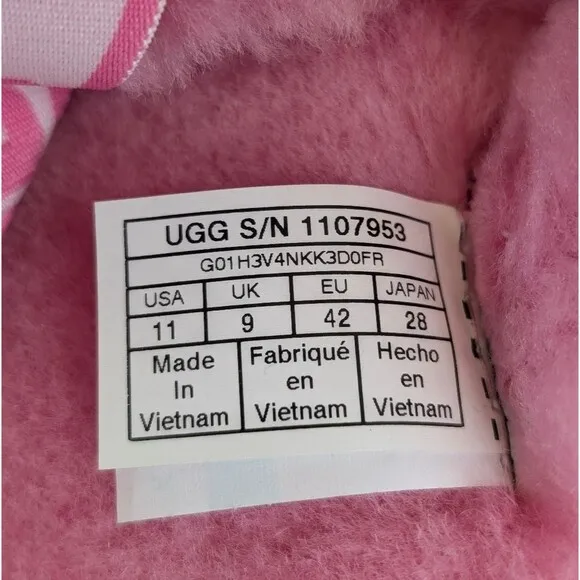 UGG S/N 1107953
G01H3V4NKK3D0FR
USA UK EU JAPAN
11 9 42 28
Made Fabriqué Hecho
In en en
Vietnam Vietnam Vietnam